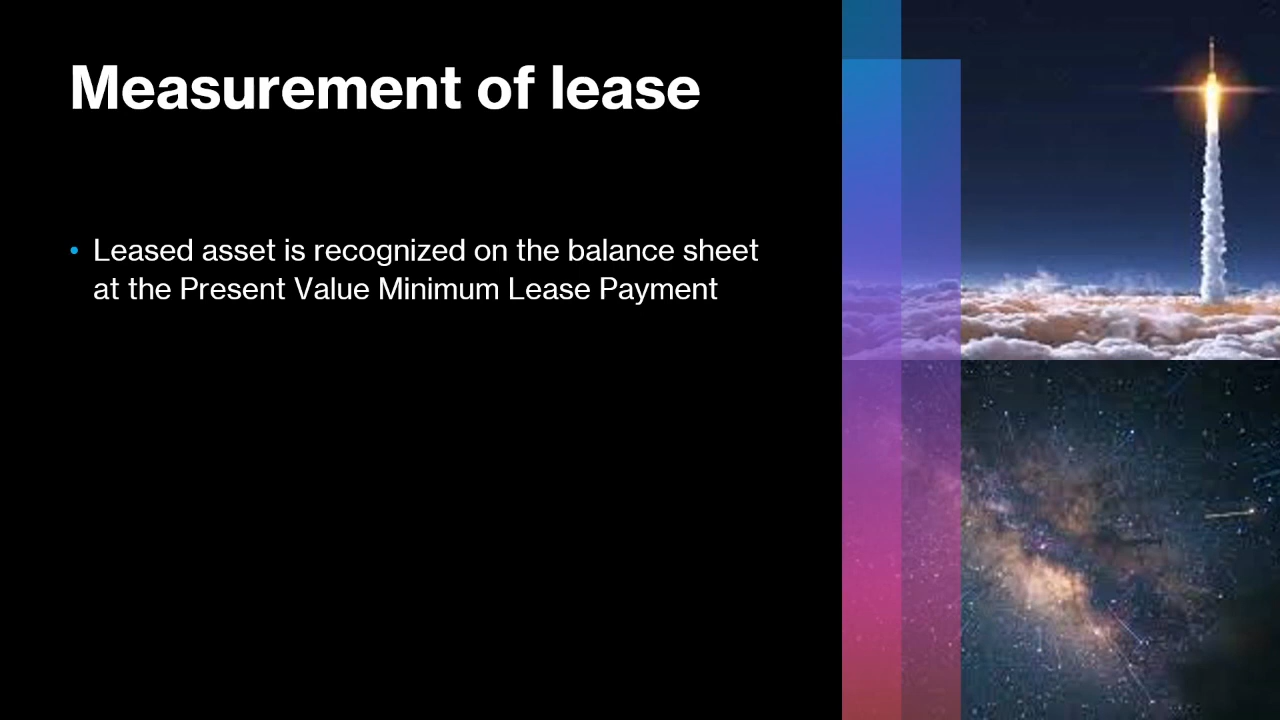 Measurement of lease
• Leased asset is recognized on the balance sheet
at the Present Value Minimum Lease Payment